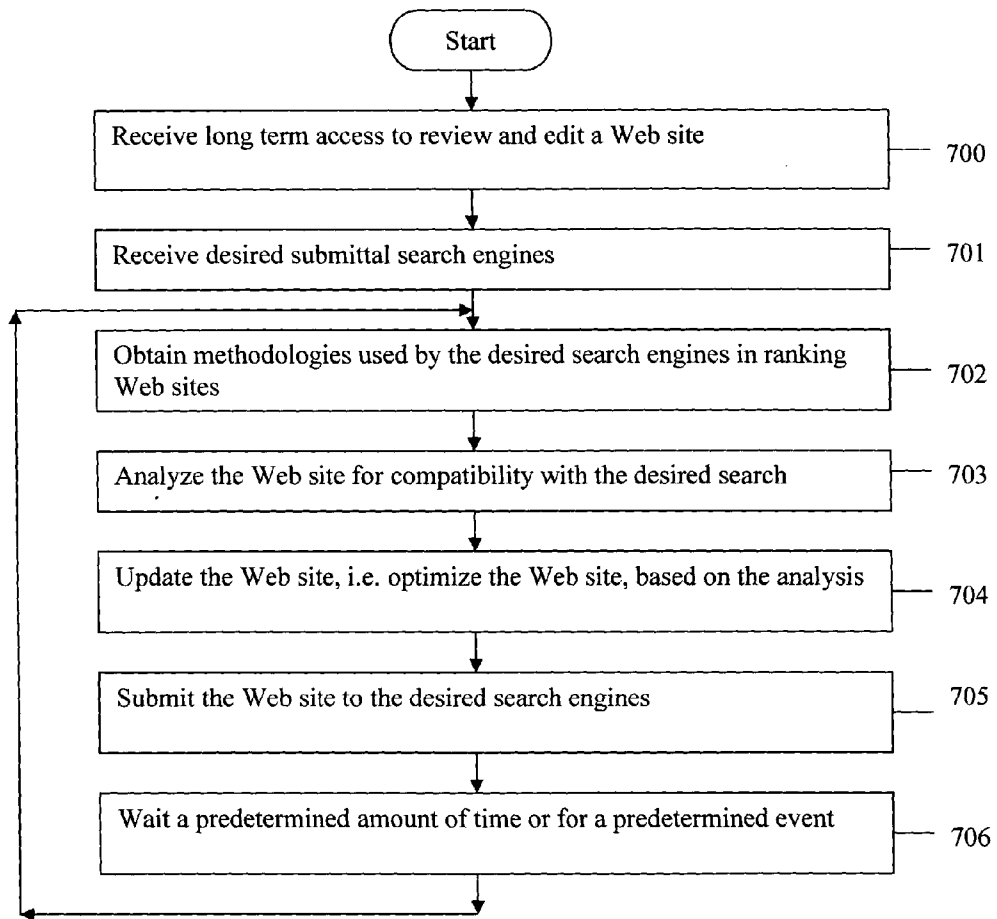 Start
Receive long term access to review and edit a Web site
700
Receive desired submittal search engines
701
Obtain methodologies used by the desired search engines in ranking
Web sites
702
Analyze the Web site for compatibility with the desired search
703
Update the Web site, i.e. optimize the Web site, based on the analysis
704
Submit the Web site to the desired search engines
705
Wait a predetermined amount of time or for a predetermined event
706